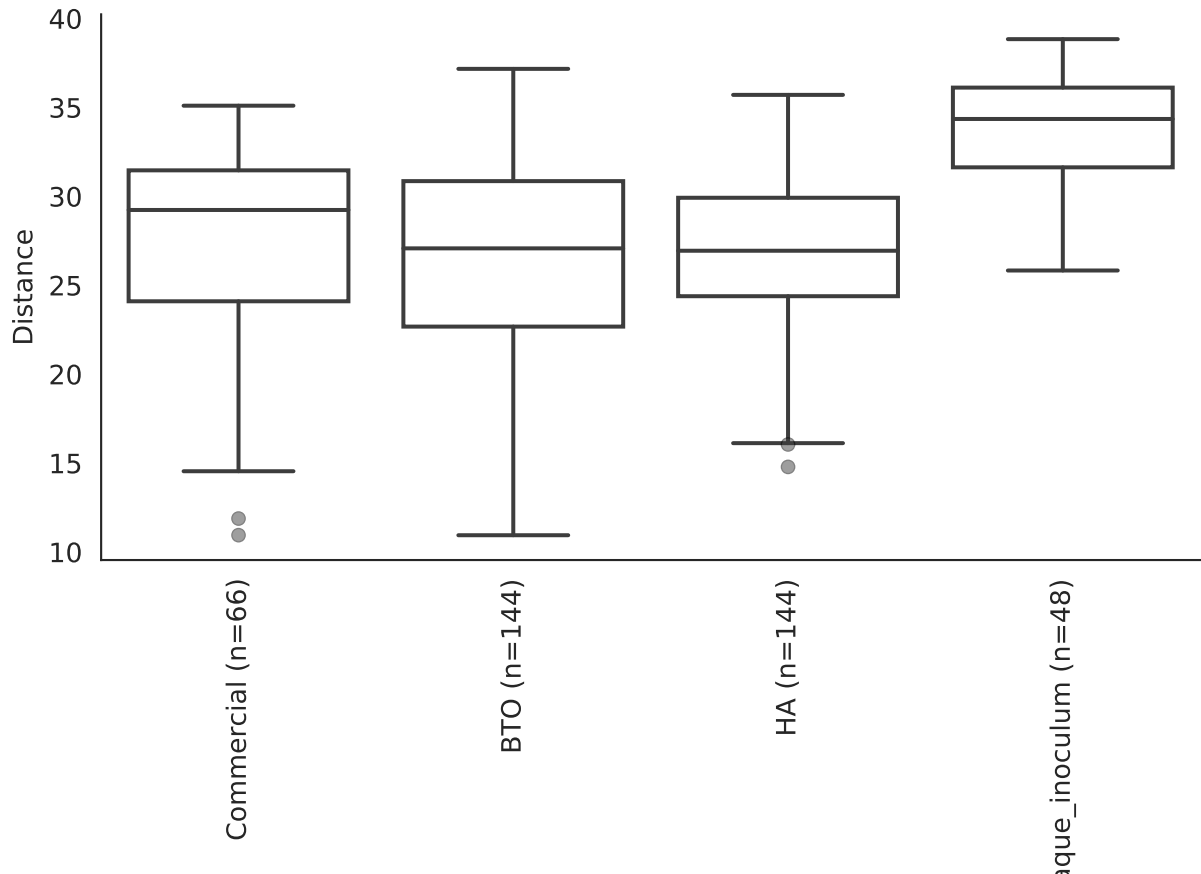 40
35
30
25
20
15
10
Distance
Commercial (n=66)
BTO (n=144)
HA (n=144)
aque_inoculum (n=48)